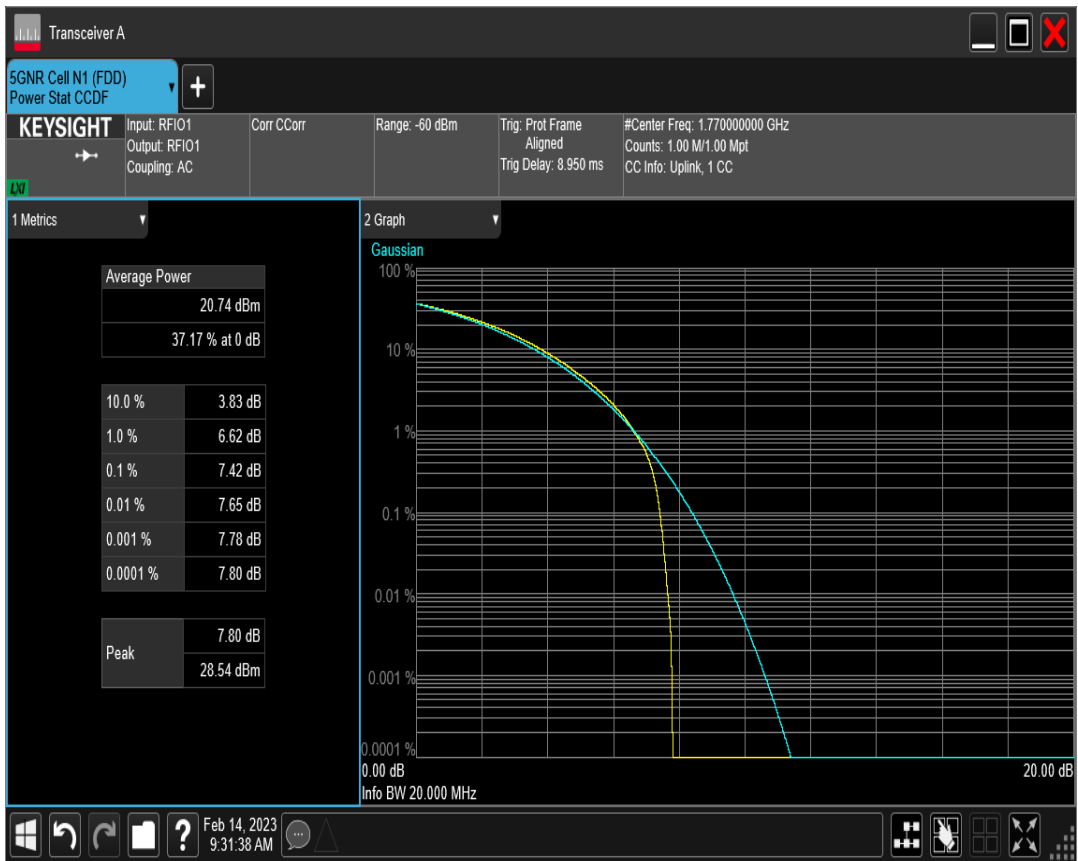 Transceiver A
5GNR Cell N1 (FDD)
Power Stat CCDF
+
KEYSIGHT
LXI
Input: RFIO1
Output: RFIO1
Coupling: AC
Corr CCorr
Range: -60 dBm
Trig: Prot Frame
Aligned
Trig Delay: 8.950 ms
#Center Freq: 1.770000000 GHz
Counts: 1.00 M/1.00 Mpt
CC Info: Uplink, 1 CC
1 Metrics
Average Power
20.74 dBm
37.17 % at 0 dB
10.0 % 3.83 dB
1.0 % 6.62 dB
0.1 % 7.42 dB
0.01 % 7.65 dB
0.001 % 7.78 dB
0.0001 % 7.80 dB
Peak
7.80 dB
28.54 dBm
2 Graph
Gaussian
100 %
10 %
1 %
0.1 %
0.01 %
0.001 %
0.0001 %
0.00 dB 20.00 dB
Info BW 20.000 MHz
?
Feb 14, 2023
9:31:38 AM